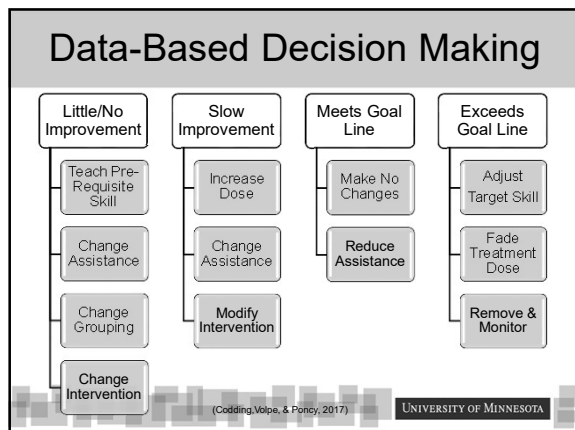 Data-Based Decision Making
Little/No
Improvement
Teach Pre-
Requisite
Skill
Change
Assistance
Change
Grouping
Change
Intervention
Slow
Improvement
Increase
Dose
Change
Assistance
Modify
Intervention
Meets Goal
Line
Make No
Changes
Reduce
Assistance
Exceeds
Goal Line
Adjust
Target Skill
Fade
Treatment
Dose
Remove &
Monitor
(Codding,Volpe, & Poncy, 2017)
UNIVERSITY OF MINNESOTA